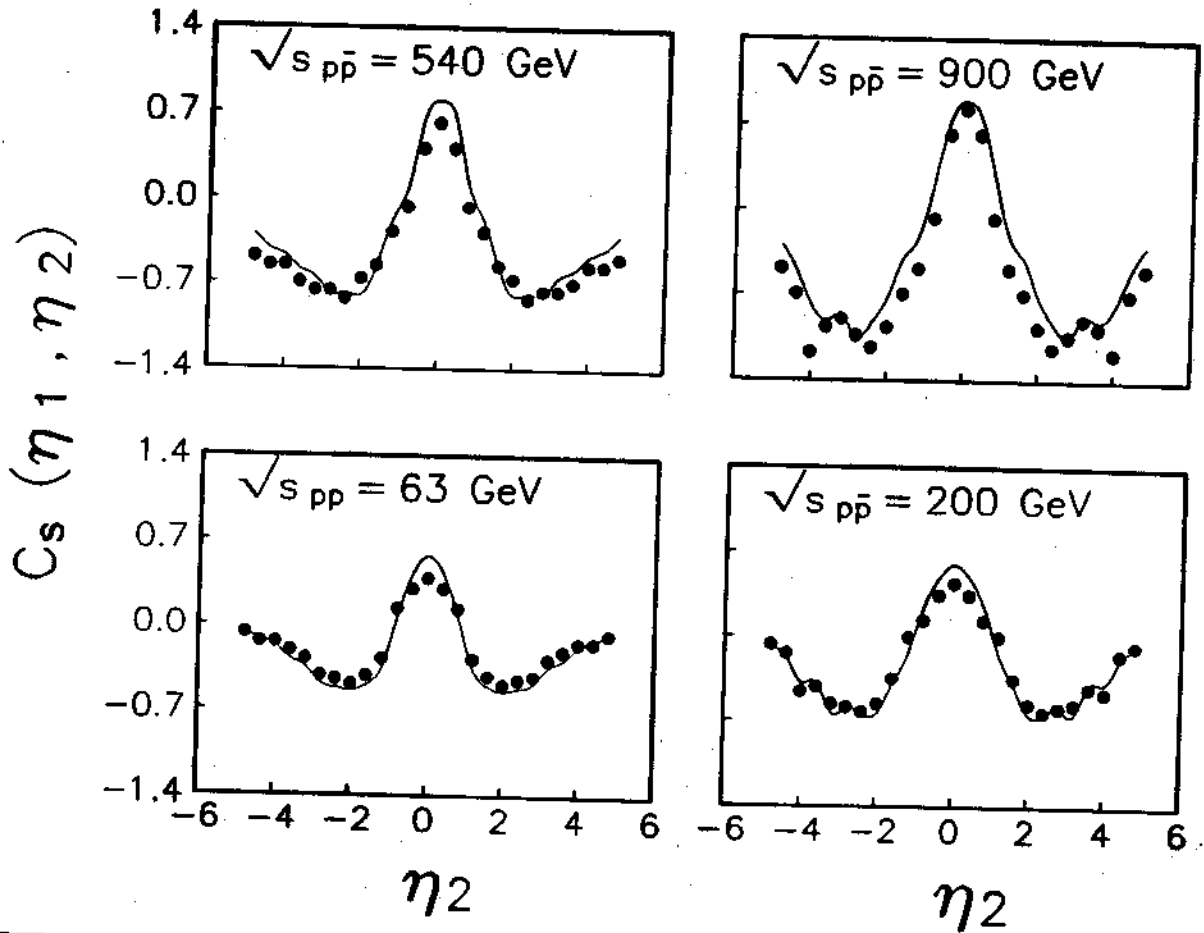 C_s (η1, η2)
1.4
0.7
0.0
−0.7
−1.4
√s pp̄ = 540 GeV
√s pp̄ = 900 GeV
1.4
0.7
0.0
−0.7
−1.4
√s pp = 63 GeV
√s pp̄ = 200 GeV
−6 −4 −2 0 2 4 6
−6 −4 −2 0 2 4 6
η2
η2